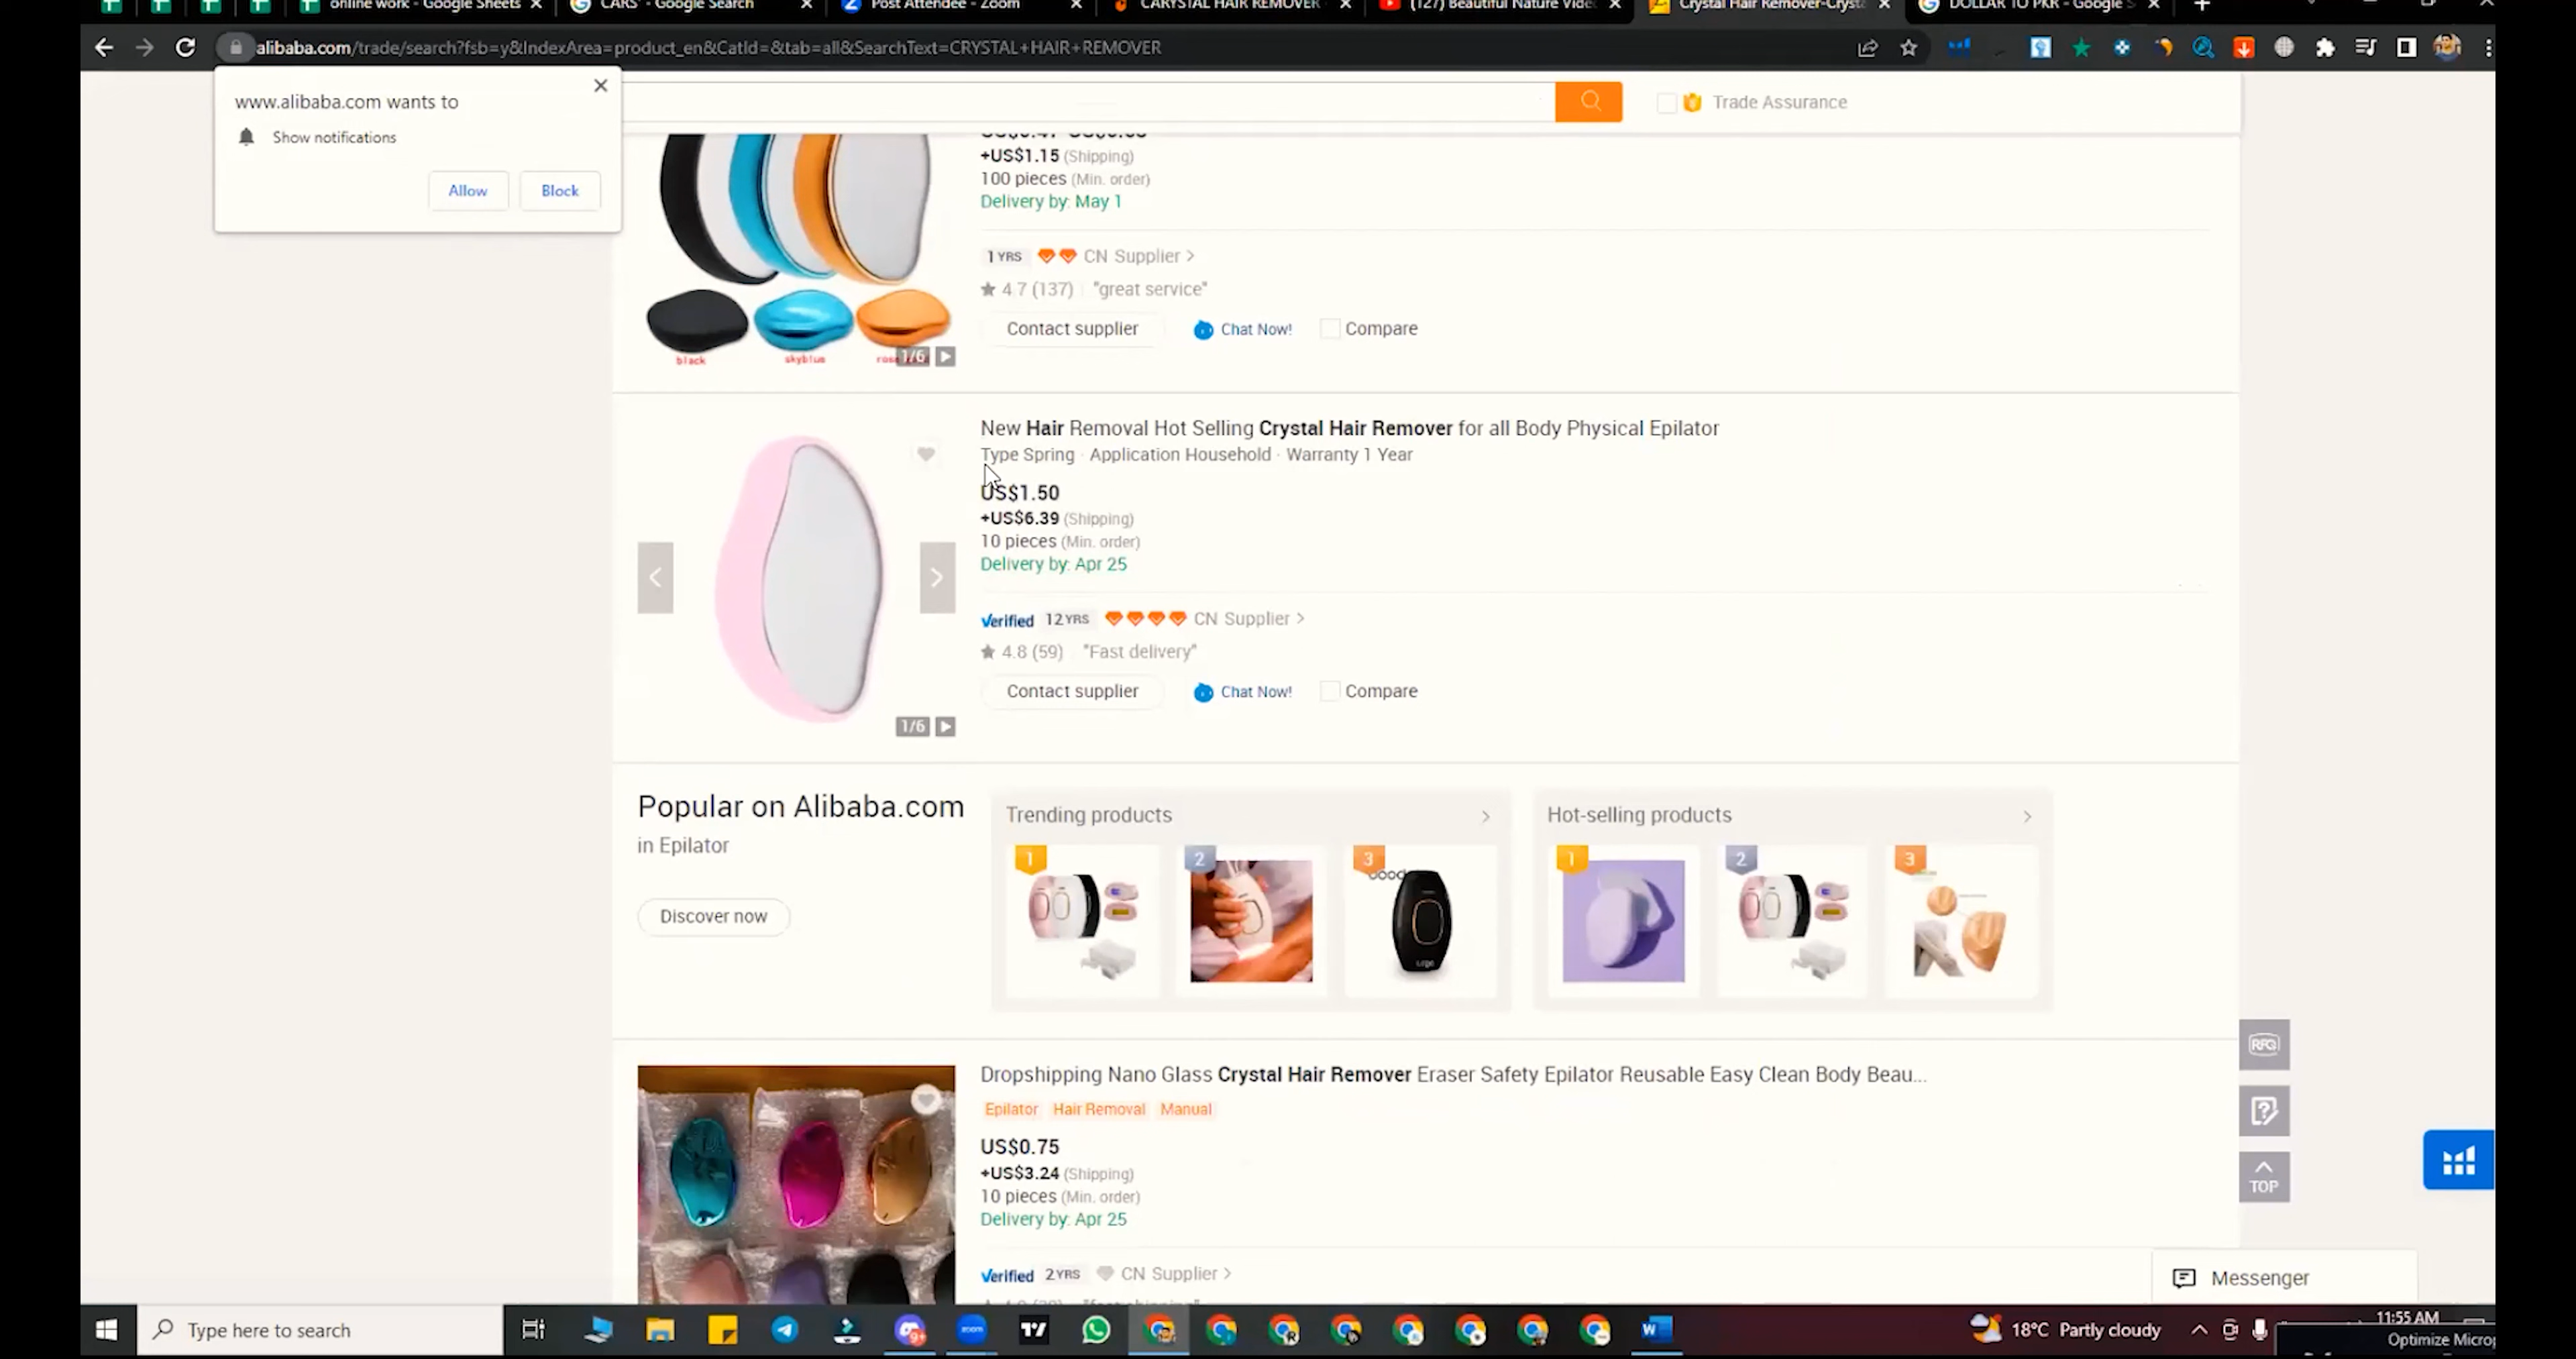 online work - Google Sheets
CARS' - Google Search
Post Attendee - Zoom
CARYSTAL HAIR REMOVER
(127) Beautiful Nature Vide
Crystal Hair Remover-Cryst
DOLLAR TO PKR - Google S
alibaba.com/trade/search?fsb=y&IndexArea=product_en&CatId=&tab=all&SearchText=CRYSTAL+HAIR+REMOVER
www.alibaba.com wants to
Show notifications
Allow
Block
Trade Assurance
+US$1.15 (Shipping)
100 pieces (Min. order)
Delivery by: May 1
1 YRS CN Supplier >
4.7 (137) "great service"
Contact supplier
Chat Now!
Compare
black
skyblue
1/6
New Hair Removal Hot Selling Crystal Hair Remover for all Body Physical Epilator
Type Spring · Application Household · Warranty 1 Year
US$1.50
+US$6.39 (Shipping)
10 pieces (Min. order)
Delivery by: Apr 25
Verified 12 YRS CN Supplier >
4.8 (59) "Fast delivery"
Contact supplier
Chat Now!
Compare
1/6
Popular on Alibaba.com
in Epilator
Discover now
Trending products >
1
2
3
Hot-selling products >
1
2
3
Dropshipping Nano Glass Crystal Hair Remover Eraser Safety Epilator Reusable Easy Clean Body Beau...
Epilator Hair Removal Manual
US$0.75
+US$3.24 (Shipping)
10 pieces (Min. order)
Delivery by: Apr 25
Verified 2 YRS CN Supplier >
RFQ
TOP
Messenger
Type here to search
9+
zoom
18°C Partly cloudy
11:55 AM
Optimize Microp